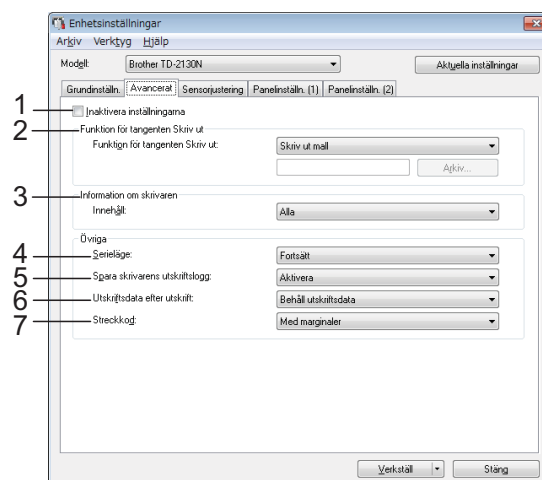 Enhetsinställningar
Arkiv Verktyg Hjälp
Modell: Brother TD-2130N Aktuella inställningar
Grundinställn. Avancerat Sensorjustering Panelinställn. (1) Panelinställn. (2)
1 Inaktivera inställningarna
2 Funktion för tangenten Skriv ut
Funktion för tangenten Skriv ut: Skriv ut mall
Arkiv...
3 Information om skrivaren
Innehåll: Alla
Övriga
4 Serieläge: Fortsätt
5 Spara skrivarens utskriftslogg: Aktivera
6 Utskriftsdata efter utskrift: Behåll utskriftsdata
7 Streckkod: Med marginaler
Verkställ Stäng